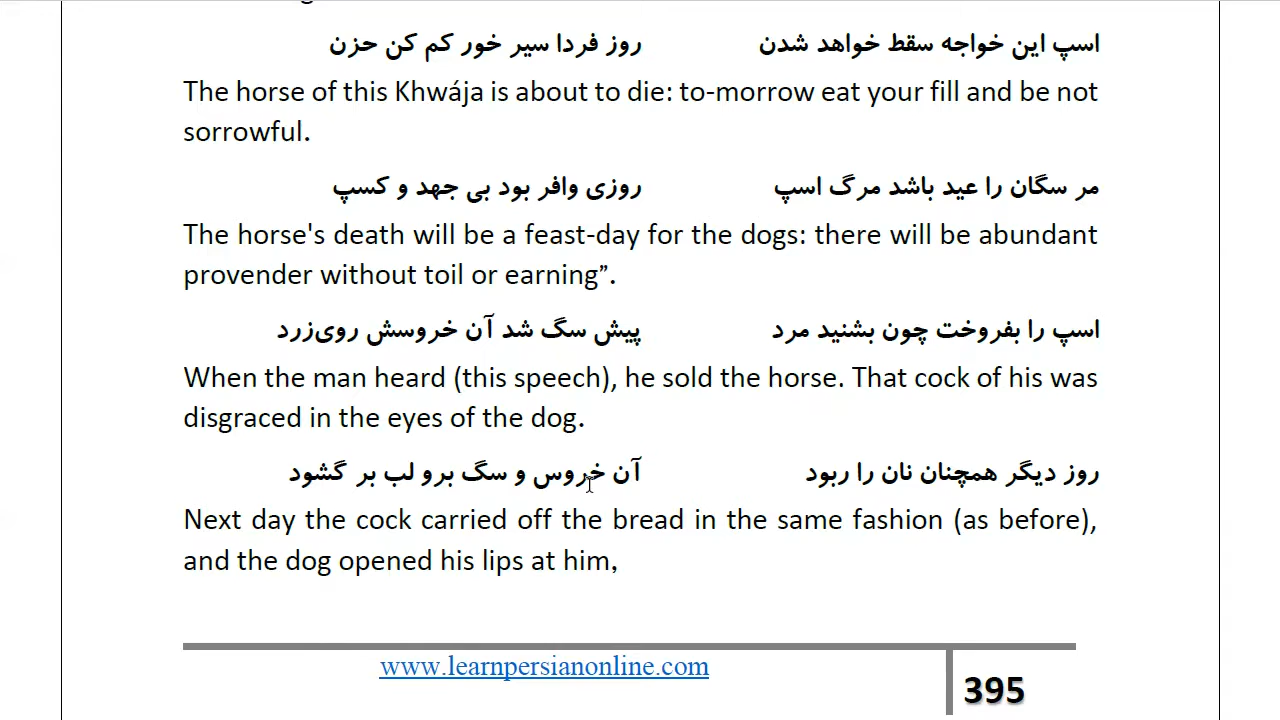 اسپ این خواجه سقط خواهد شدن روز فردا سیر خور کم کن حزن
The horse of this Khwája is about to die: to-morrow eat your fill and be not
sorrowful.
مر سگان را عید باشد مرگ اسپ روزی وافر بود بی جهد و کسپ
The horse's death will be a feast-day for the dogs: there will be abundant
provender without toil or earning”.
اسپ را بفروخت چون بشنید مرد پیش سگ شد آن خروسش روی‌زرد
When the man heard (this speech), he sold the horse. That cock of his was
disgraced in the eyes of the dog.
روز دیگر همچنان نان را ربود آن خروس و سگ برو لب بر گشود
Next day the cock carried off the bread in the same fashion (as before),
and the dog opened his lips at him,
www.learnpersianonline.com
395